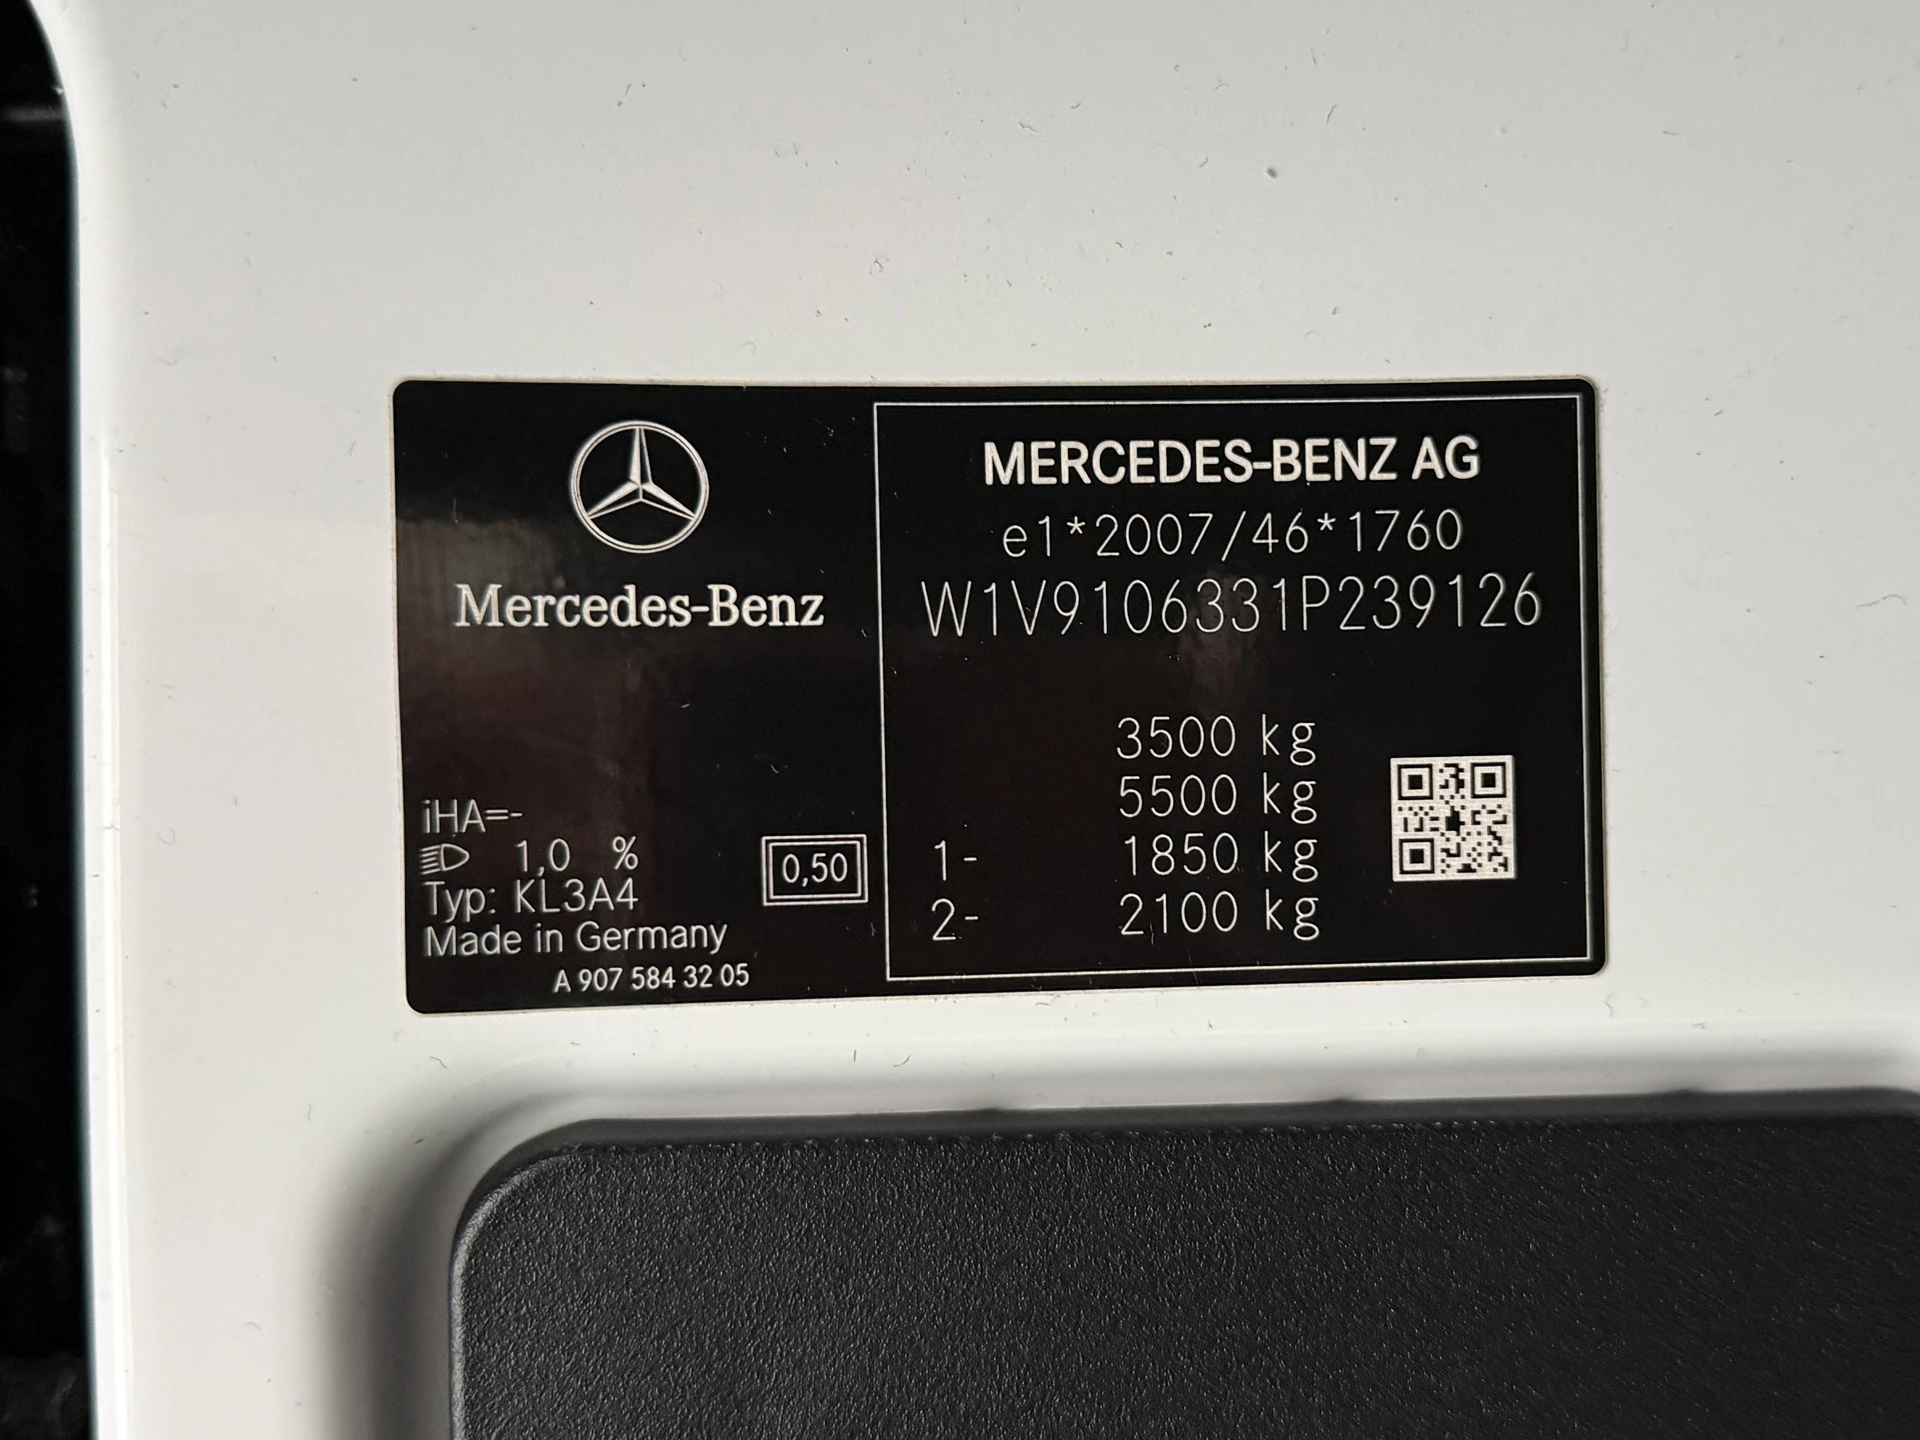 Mercedes-Benz
iHA=-
1,0 %
Typ: KL3A4
Made in Germany
A 907 584 32 05
0,50
MERCEDES-BENZ AG
e1*2007/46*1760
W1V9106331P239126
3500 kg
5500 kg
1- 1850 kg
2- 2100 kg